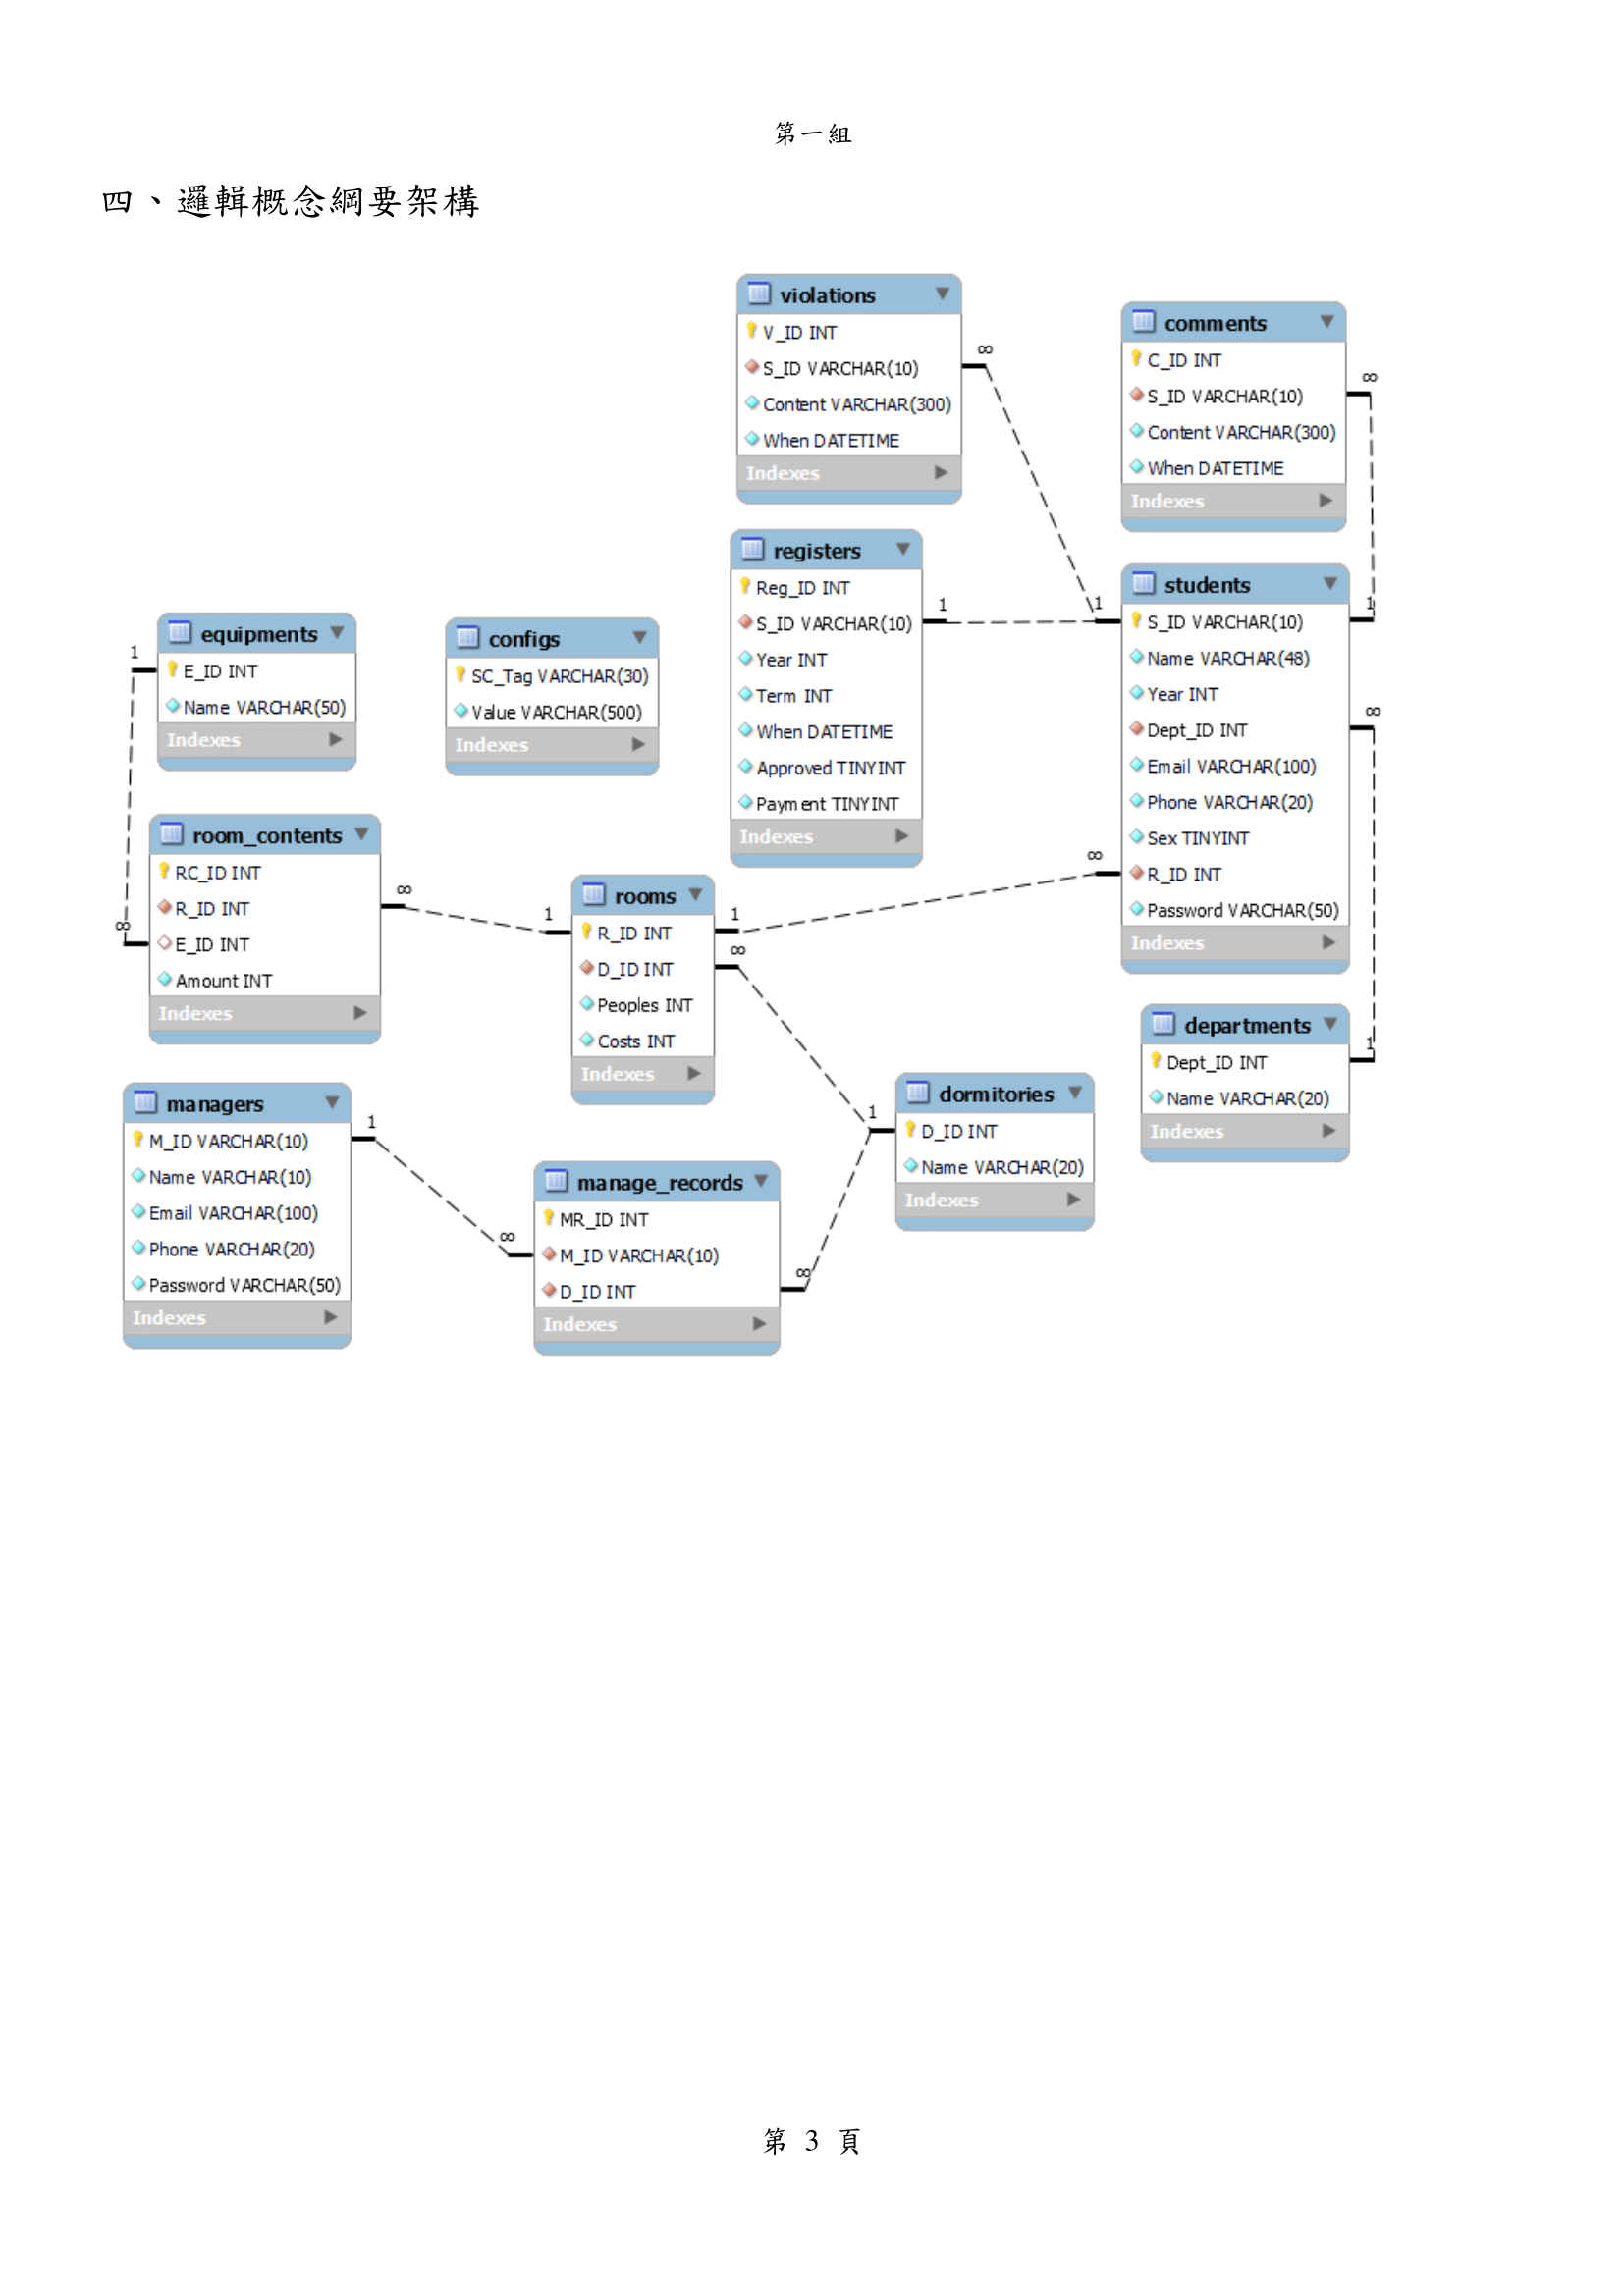 第一組
四、邏輯概念綱要架構
violations
V_ID INT
S_ID VARCHAR(10)
Content VARCHAR(300)
When DATETIME
Indexes
∞
comments
C_ID INT
S_ID VARCHAR(10)
Content VARCHAR(300)
When DATETIME
Indexes
∞
registers
Reg_ID INT
S_ID VARCHAR(10)
Year INT
Term INT
When DATETIME
Approved TINYINT
Payment TINYINT
Indexes
1
1
students
S_ID VARCHAR(10)
Name VARCHAR(48)
Year INT
Dept_ID INT
Email VARCHAR(100)
Phone VARCHAR(20)
Sex TINYINT
R_ID INT
Password VARCHAR(50)
Indexes
1
∞
∞
equipments
E_ID INT
Name VARCHAR(50)
Indexes
1
configs
SC_Tag VARCHAR(30)
Value VARCHAR(500)
Indexes
room_contents
RC_ID INT
R_ID INT
E_ID INT
Amount INT
Indexes
∞
∞
rooms
R_ID INT
D_ID INT
Peoples INT
Costs INT
Indexes
1
1
∞
departments
Dept_ID INT
Name VARCHAR(20)
Indexes
1
managers
M_ID VARCHAR(10)
Name VARCHAR(10)
Email VARCHAR(100)
Phone VARCHAR(20)
Password VARCHAR(50)
Indexes
1
manage_records
MR_ID INT
M_ID VARCHAR(10)
D_ID INT
Indexes
∞
∞
dormitories
D_ID INT
Name VARCHAR(20)
Indexes
1
第 3 頁